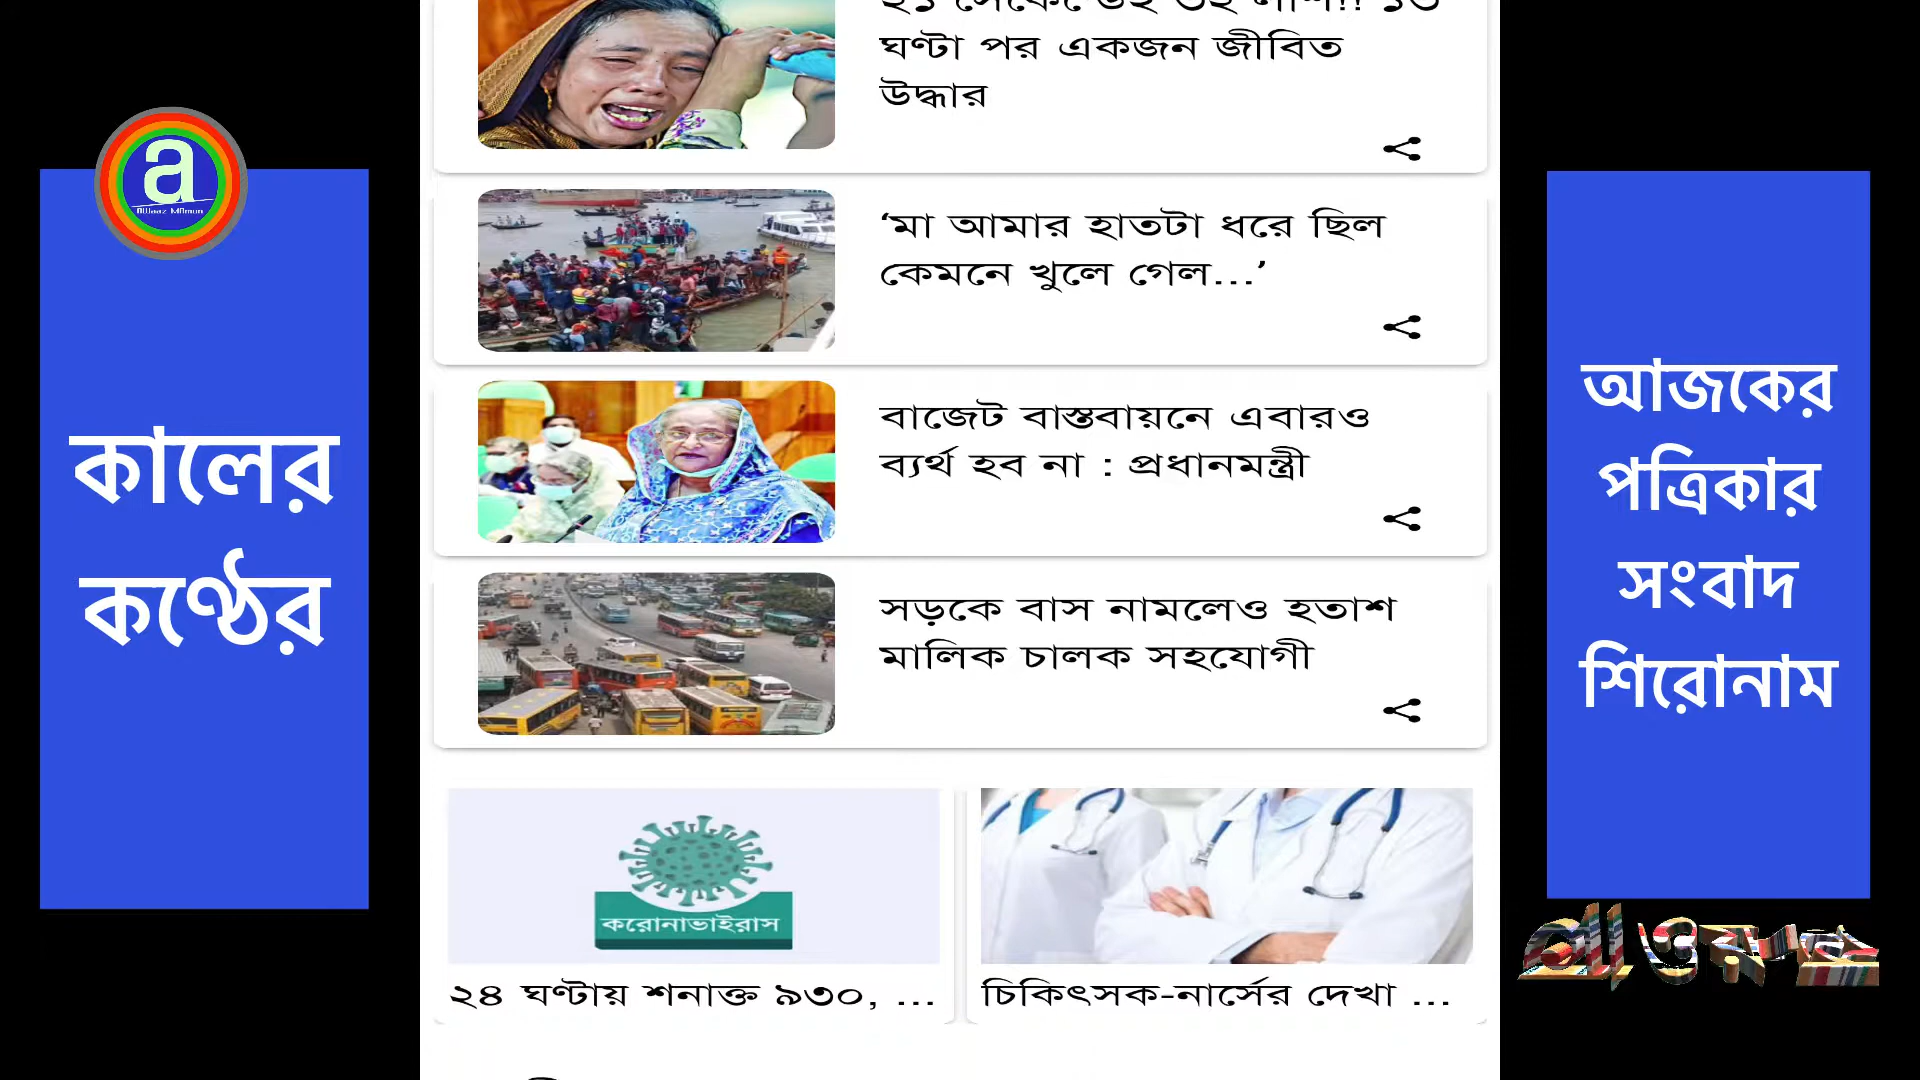 ঘণ্টা পর একজন জীবিত
উদ্ধার
‘মা আমার হাতটা ধরে ছিল
কেমনে খুলে গেল...’
বাজেট বাস্তবায়নে এবারও
ব্যর্থ হব না : প্রধানমন্ত্রী
সড়কে বাস নামলেও হতাশ
মালিক চালক সহযোগী
করোনাভাইরাস
২৪ ঘণ্টায় শনাক্ত ৯৩০, ...
চিকিৎসক-নার্সের দেখা ...
a
কালের
কণ্ঠের
আজকের
পত্রিকার
সংবাদ
শিরোনাম